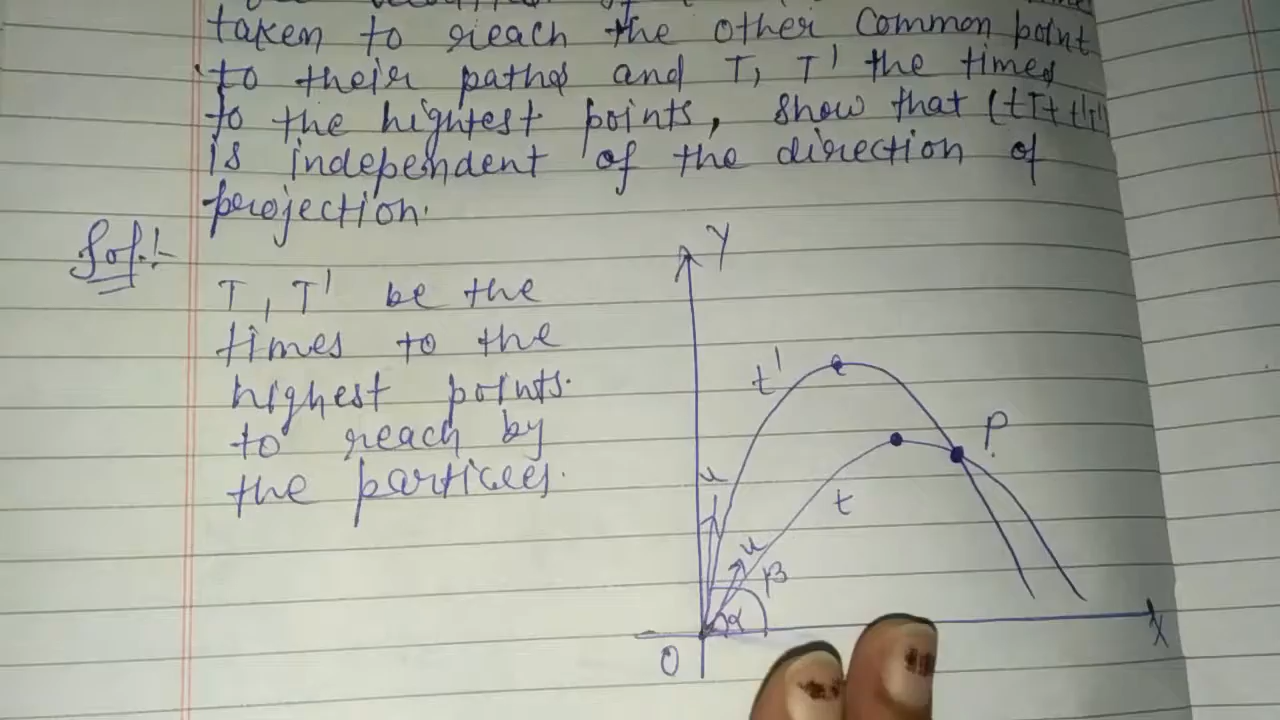 taken to reach the other common point
to their paths and T, T' the times
to the hightest points, show that (tT+t'T')
is independent of the direction of
projection.
Sol:-
T, T' be the
times to the
highest points.
to reach by
the particees.
Y
t'
P
u
t
u
β
α
O
X